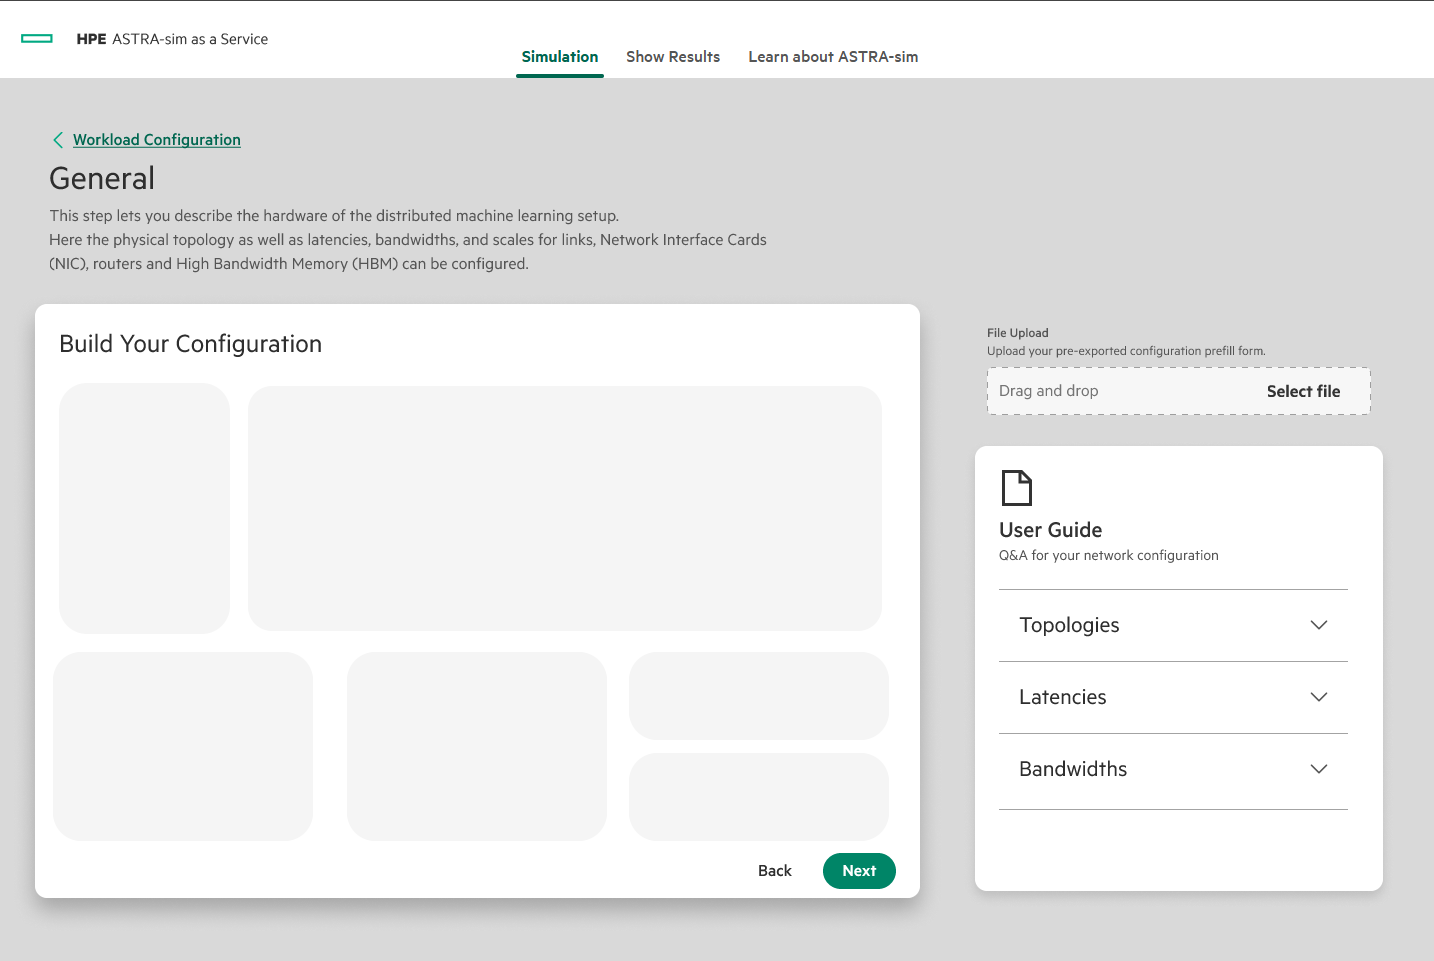 HPE ASTRA-sim as a Service
Simulation
Show Results
Learn about ASTRA-sim
Workload Configuration
General
This step lets you describe the hardware of the distributed machine learning setup.
Here the physical topology as well as latencies, bandwidths, and scales for links, Network Interface Cards
(NIC), routers and High Bandwidth Memory (HBM) can be configured.
Build Your Configuration
Back
Next
File Upload
Upload your pre-exported configuration prefill form.
Drag and drop
Select file
User Guide
Q&A for your network configuration
Topologies
Latencies
Bandwidths